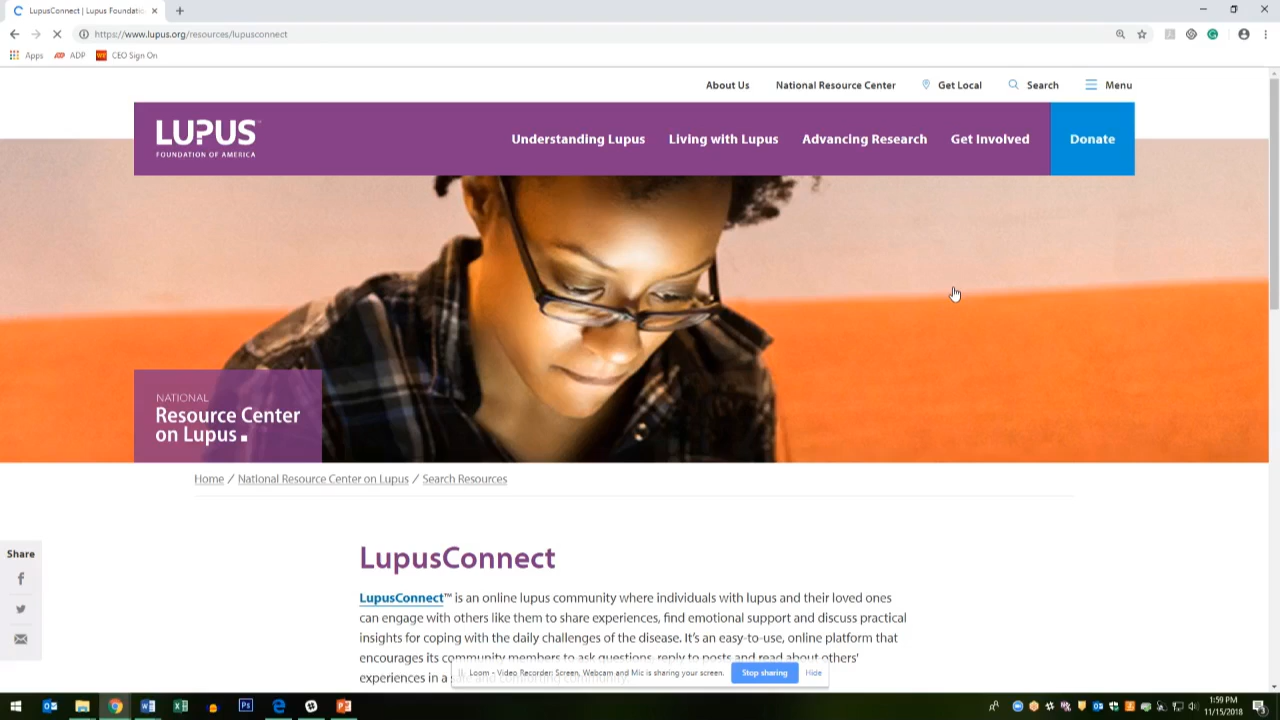 LupusConnect | Lupus Foundatio
https://www.lupus.org/resources/lupusconnect
Apps ADP CEO Sign On
About Us National Resource Center Get Local Search Menu
LUPUS
FOUNDATION OF AMERICA
Understanding Lupus Living with Lupus Advancing Research Get Involved Donate
NATIONAL
Resource Center
on Lupus
Home / National Resource Center on Lupus / Search Resources
Share
LupusConnect
LupusConnect™ is an online lupus community where individuals with lupus and their loved ones
can engage with others like them to share experiences, find emotional support and discuss practical
insights for coping with the daily challenges of the disease. It's an easy-to-use, online platform that
encourages its community members to ask questions, reply to posts and read about others'
experiences in a
Loom - Video Recorder: Screen, Webcam and Mic is sharing your screen. Stop sharing Hide
1:59 PM
11/15/2018